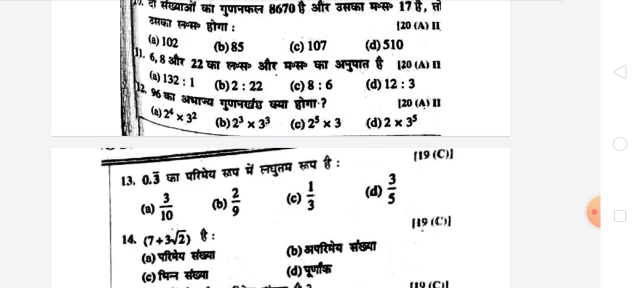 10. दो संख्याओं का गुणनफल 8670 है और उसका म०स० 17 है, तो
उसका ल०स० होगा : [20 (A) II]
(a) 102 (b) 85 (c) 107 (d) 510
11. 6, 8 और 22 का ल०स० और म०स० का अनुपात है [20 (A) II]
(a) 132 : 1 (b) 2 : 22 (c) 8 : 6 (d) 12 : 3
12. 96 का अभाज्य गुणनखंड क्या होगा ? [20 (A) II]
(a) 2⁴ × 3² (b) 2³ × 3³ (c) 2⁵ × 3 (d) 2 × 3⁵
13. 0.3̅ का परिमेय रूप में लघुतम रूप है : [19 (C)]
(a) 3/10 (b) 2/9 (c) 1/3 (d) 3/5
14. (7+3√2) है : [19 (C)]
(a) परिमेय संख्या (b) अपरिमेय संख्या
(c) भिन्न संख्या (d) पूर्णांक
[19 (C)]